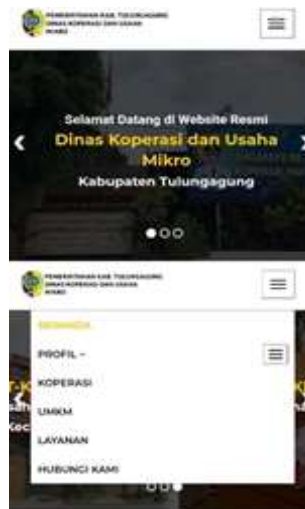 PEMERINTAHAN KAB. TULUNGAGUNG
DINAS KOPERASI DAN USAHA
MIKRO
Selamat Datang di Website Resmi
Dinas Koperasi dan Usaha
Mikro
Kabupaten Tulungagung
PEMERINTAHAN KAB. TULUNGAGUNG
DINAS KOPERASI DAN USAHA
MIKRO
BERANDA
PROFIL
KOPERASI
UMKM
LAYANAN
HUBUNGI KAMI